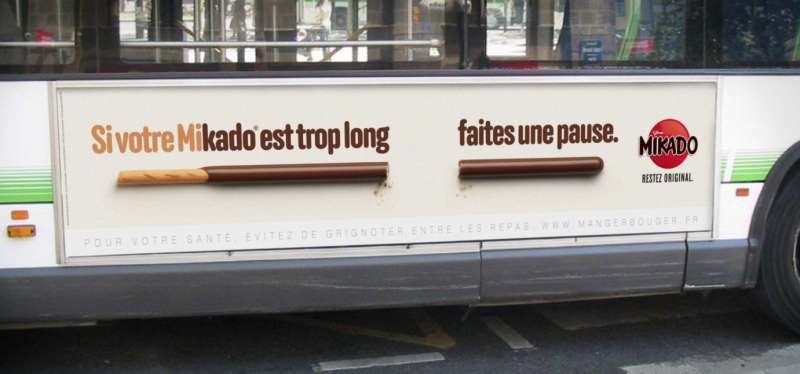 Si votre Mikado® est trop long faites une pause.
MIKADO
RESTEZ ORIGINAL.
POUR VOTRE SANTÉ, ÉVITEZ DE GRIGNOTER ENTRE LES REPAS. WWW.MANGERBOUGER.FR